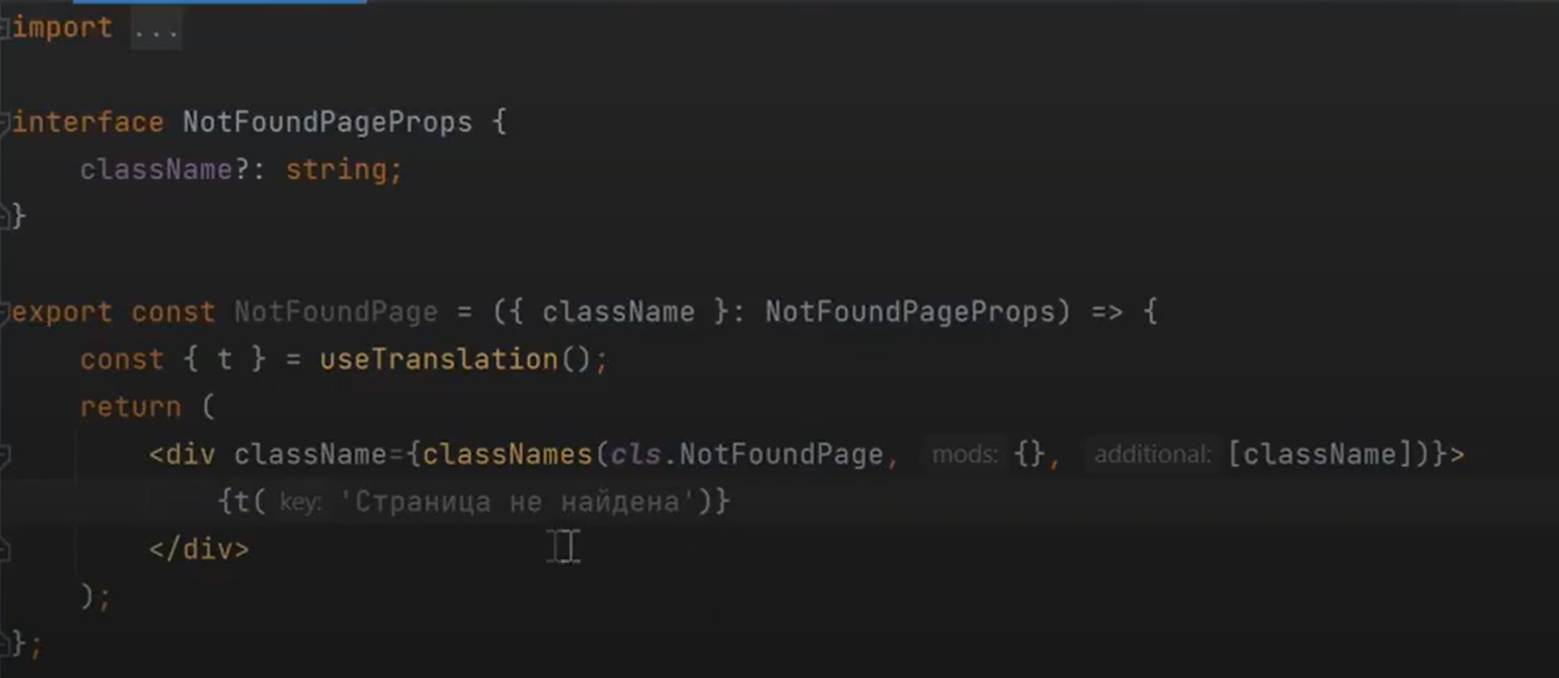 import ...
interface NotFoundPageProps {
className?: string;
}
export const NotFoundPage = ({ className }: NotFoundPageProps) => {
const { t } = useTranslation();
return (
<div className={classNames(cls.NotFoundPage, mods: {}, additional: [className])}>
{t( key: 'Страница не найдена')}
</div>
);
};